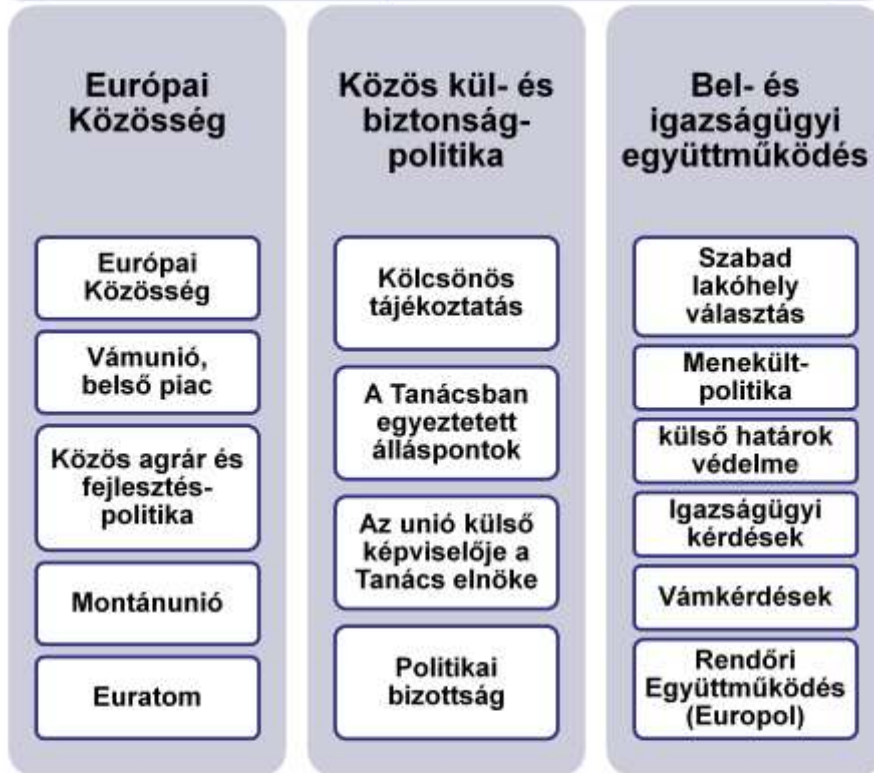 Európai
Közösség
Európai
Közösség
Vámunió,
belső piac
Közös agrár és
fejlesztés-
politika
Montánunió
Euratom
Közös kül- és
biztonság-
politika
Kölcsönös
tájékoztatás
A Tanácsban
egyeztetett
álláspontok
Az unió külső
képviselője a
Tanács elnöke
Politikai
bizottság
Bel- és
igazságügyi
együttműködés
Szabad
lakóhely
választás
Menekült-
politika
külső határok
védelme
Igazságügyi
kérdések
Vámkérdések
Rendőri
Együttműködés
(Europol)